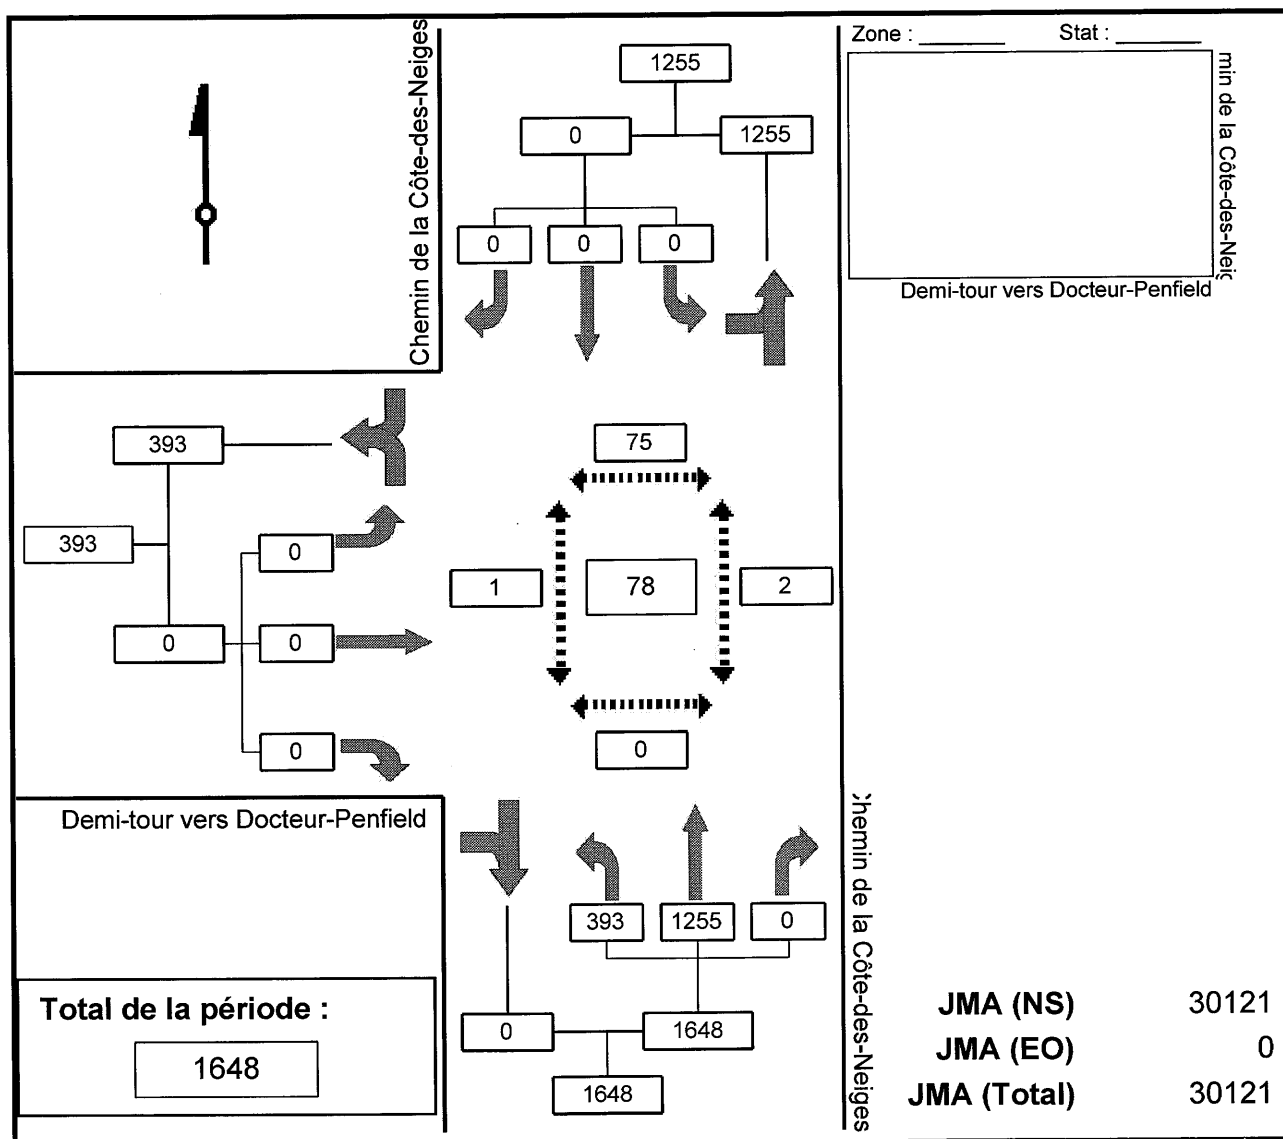 Chemin de la Côte-des-Neiges
1255
0
1255
0
0
0
Zone :
Stat :
min de la Côte-des-Neig
Demi-tour vers Docteur-Penfield
393
393
0
0
0
0
75
1
78
2
0
Demi-tour vers Docteur-Penfield
Total de la période :
1648
393
1255
0
0
1648
1648
hemin de la Côte-des-Neiges
JMA (NS) 30121
JMA (EO) 0
JMA (Total) 30121